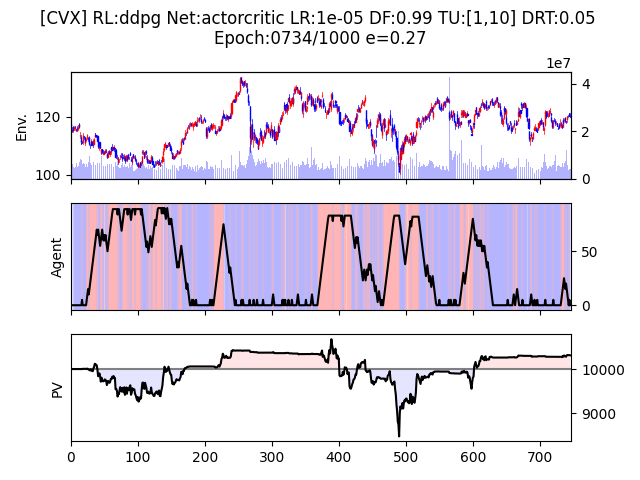 [CVX] RL:ddpg Net:actorcritic LR:1e-05 DF:0.99 TU:[1,10] DRT:0.05
Epoch:0734/1000 e=0.27
1e7
Env.
120
100
4
2
0
Agent
50
0
PV
10000
9000
0 100 200 300 400 500 600 700